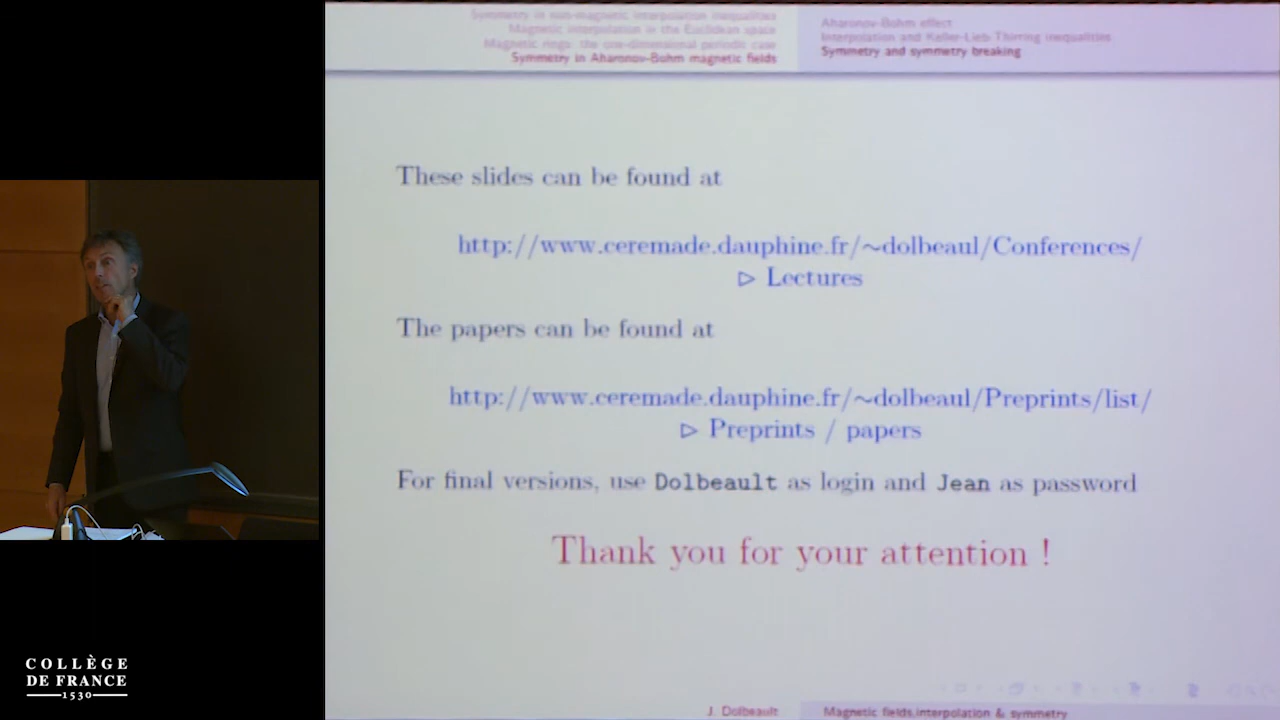 Symmetry in non-magnetic interpolation inequalities
Magnetic interpolation in the Euclidean space
Magnetic rings: the one-dimensional periodic case
Symmetry in Aharonov-Bohm magnetic fields
Aharonov-Bohm effect
Interpolation and Keller-Lieb-Thirring inequalities
Symmetry and symmetry breaking
These slides can be found at
http://www.ceremade.dauphine.fr/~dolbeaul/Conferences/
▷ Lectures
The papers can be found at
http://www.ceremade.dauphine.fr/~dolbeaul/Preprints/list/
▷ Preprints / papers
For final versions, use Dolbeault as login and Jean as password
Thank you for your attention !
J. Dolbeault
Magnetic fields, interpolation & symmetry
COLLÈGE
DE FRANCE
1530